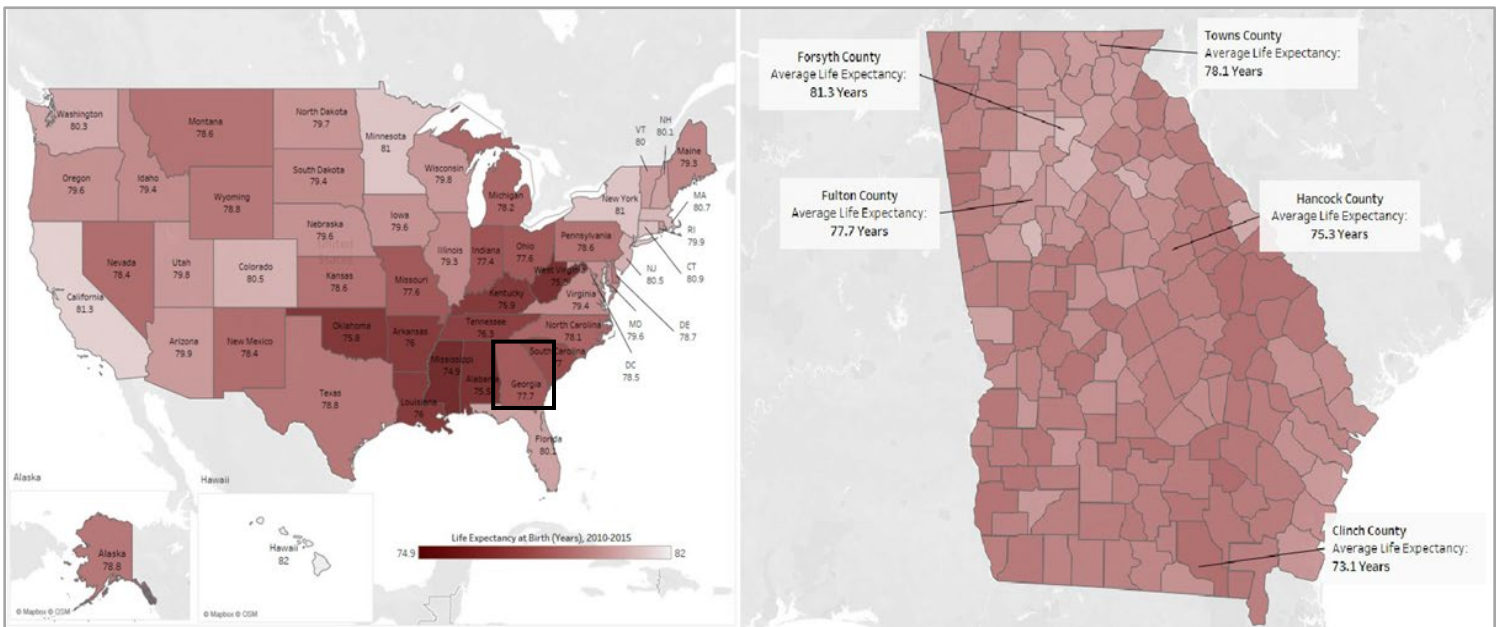 Washington
80.3
Oregon
79.6
California
81.3
Nevada
78.4
Idaho
79.4
Montana
78.6
Wyoming
78.8
Utah
79.8
Arizona
79.9
Colorado
80.5
New Mexico
78.4
North Dakota
79.7
South Dakota
79.4
Nebraska
79.6
United
Kansas
78.6
Oklahoma
75.8
Texas
78.8
Minnesota
81
Iowa
79.6
Missouri
77.6
Arkansas
76
Louisiana
76
Wisconsin
79.8
Illinois
79.3
Michigan
78.2
Indiana
77.4
Ohio
77.6
Kentucky
75.9
Tennessee
76.3
Mississippi
74.9
Alabama
Georgia
77.7
Florida
80.1
South Carolina
North Carolina
78.1
Virginia
79.4
West Virginia
Pennsylvania
78.6
New York
81
VT
80
NH
80.1
Maine
79.3
MA
80.7
RI
79.9
CT
80.9
NJ
80.5
DE
78.7
MD
79.6
DC
78.5
Alaska
Alaska
78.8
© Mapbox © OSM
Hawaii
Hawaii
82
© Mapbox © OSM
Life Expectancy at Birth (Years), 2010-2015
74.9
82
Forsyth County
Average Life Expectancy:
81.3 Years
Towns County
Average Life Expectancy:
78.1 Years
Fulton County
Average Life Expectancy:
77.7 Years
Hancock County
Average Life Expectancy:
75.3 Years
Clinch County
Average Life Expectancy:
73.1 Years